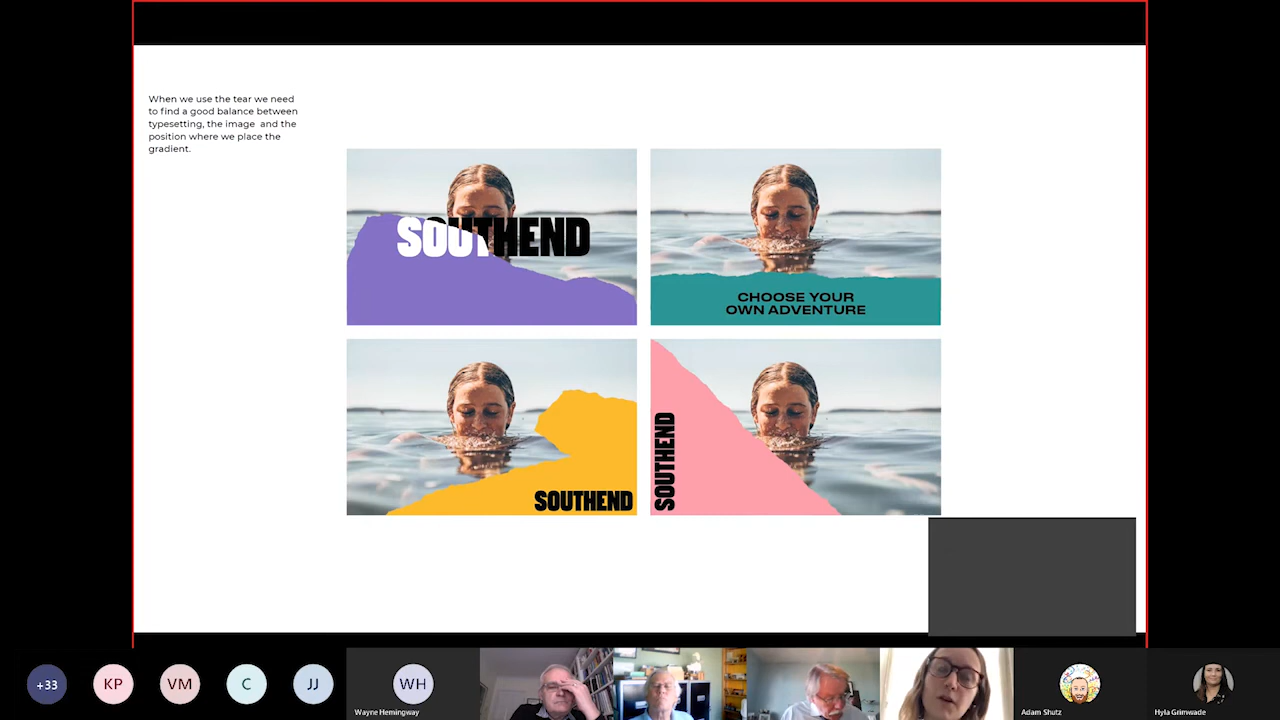 When we use the tear we need
to find a good balance between
typesetting, the image and the
position where we place the
gradient.
SOUTHEND
CHOOSE YOUR
OWN ADVENTURE
SOUTHEND
SOUTHEND
+33
KP
VM
C
JJ
WH
Wayne Hemingway
Adam Shutz
Hyla Grimwade